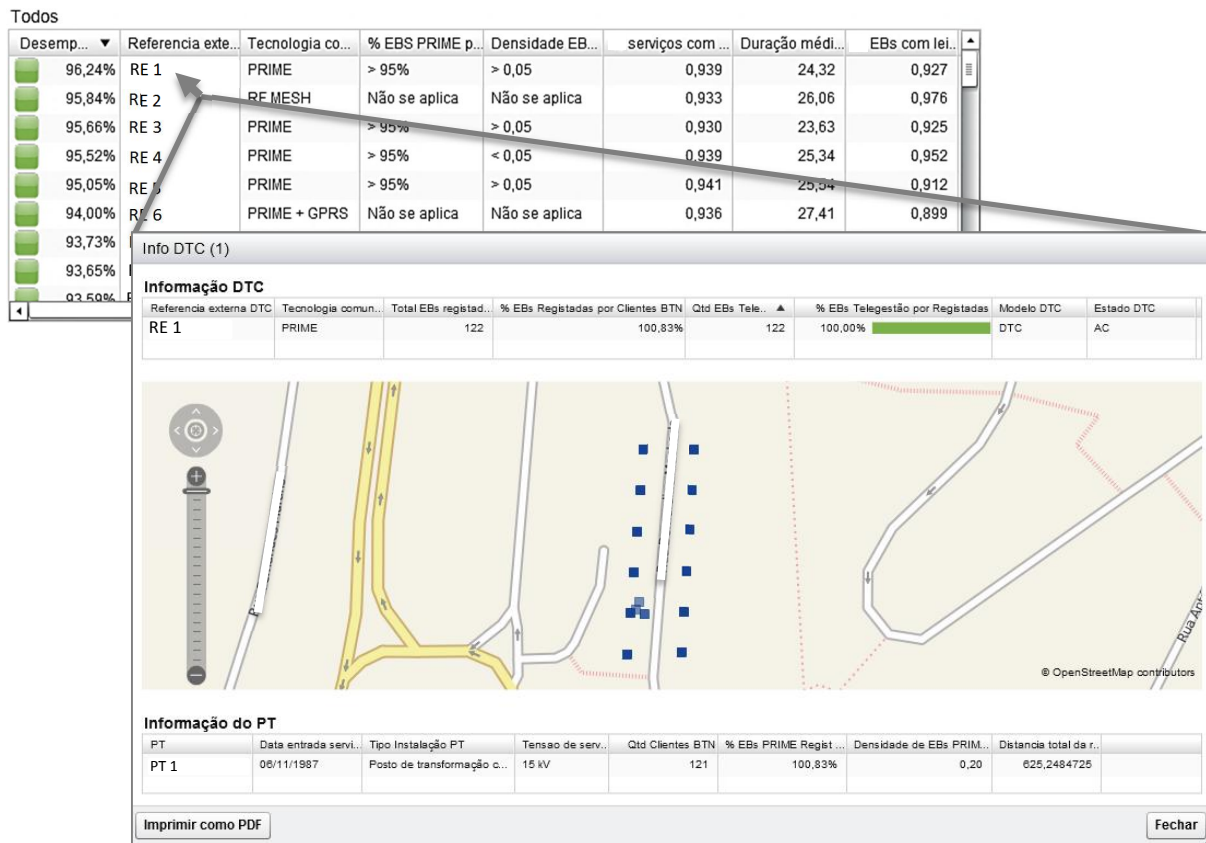 Todos
Desemp... ▼ Referencia exte... Tecnologia co... % EBS PRIME p... Densidade EB... serviços com ... Duração médi... EBs com lei..
96,24% RE 1 PRIME > 95% > 0,05 0,939 24,32 0,927
95,84% RE 2 RF MESH Não se aplica Não se aplica 0,933 26,06 0,976
95,66% RE 3 PRIME > 95% > 0,05 0,930 23,63 0,925
95,52% RE 4 PRIME > 95% < 0,05 0,939 25,34 0,952
95,05% RE 5 PRIME > 95% > 0,05 0,941 25,54 0,912
94,00% RE 6 PRIME + GPRS Não se aplica Não se aplica 0,936 27,41 0,899
93,73%
93,65%
93,59%
Info DTC (1)
Informação DTC
Referencia externa DTC Tecnologia comun... Total EBs registad... % EBs Registadas por Clientes BTN Qtd EBs Tele.. ▲ % EBs Telegestão por Registadas Modelo DTC Estado DTC
RE 1 PRIME 122 100,83% 122 100,00% DTC AC
© OpenStreetMap contributors
Informação do PT
PT Data entrada servi... Tipo Instalação PT Tensao de serv.. Qtd Clientes BTN % EBs PRIME Regist ... Densidade de EBs PRIM... Distancia total da r..
PT 1 06/11/1987 Posto de transformação c... 15 kV 121 100,83% 0,20 625,2484725
Imprimir como PDF Fechar